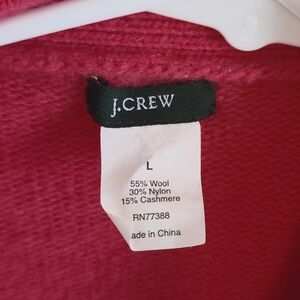 J.CREW
L
55% Wool
30% Nylon
15% Cashmere
RN77388
ade in China